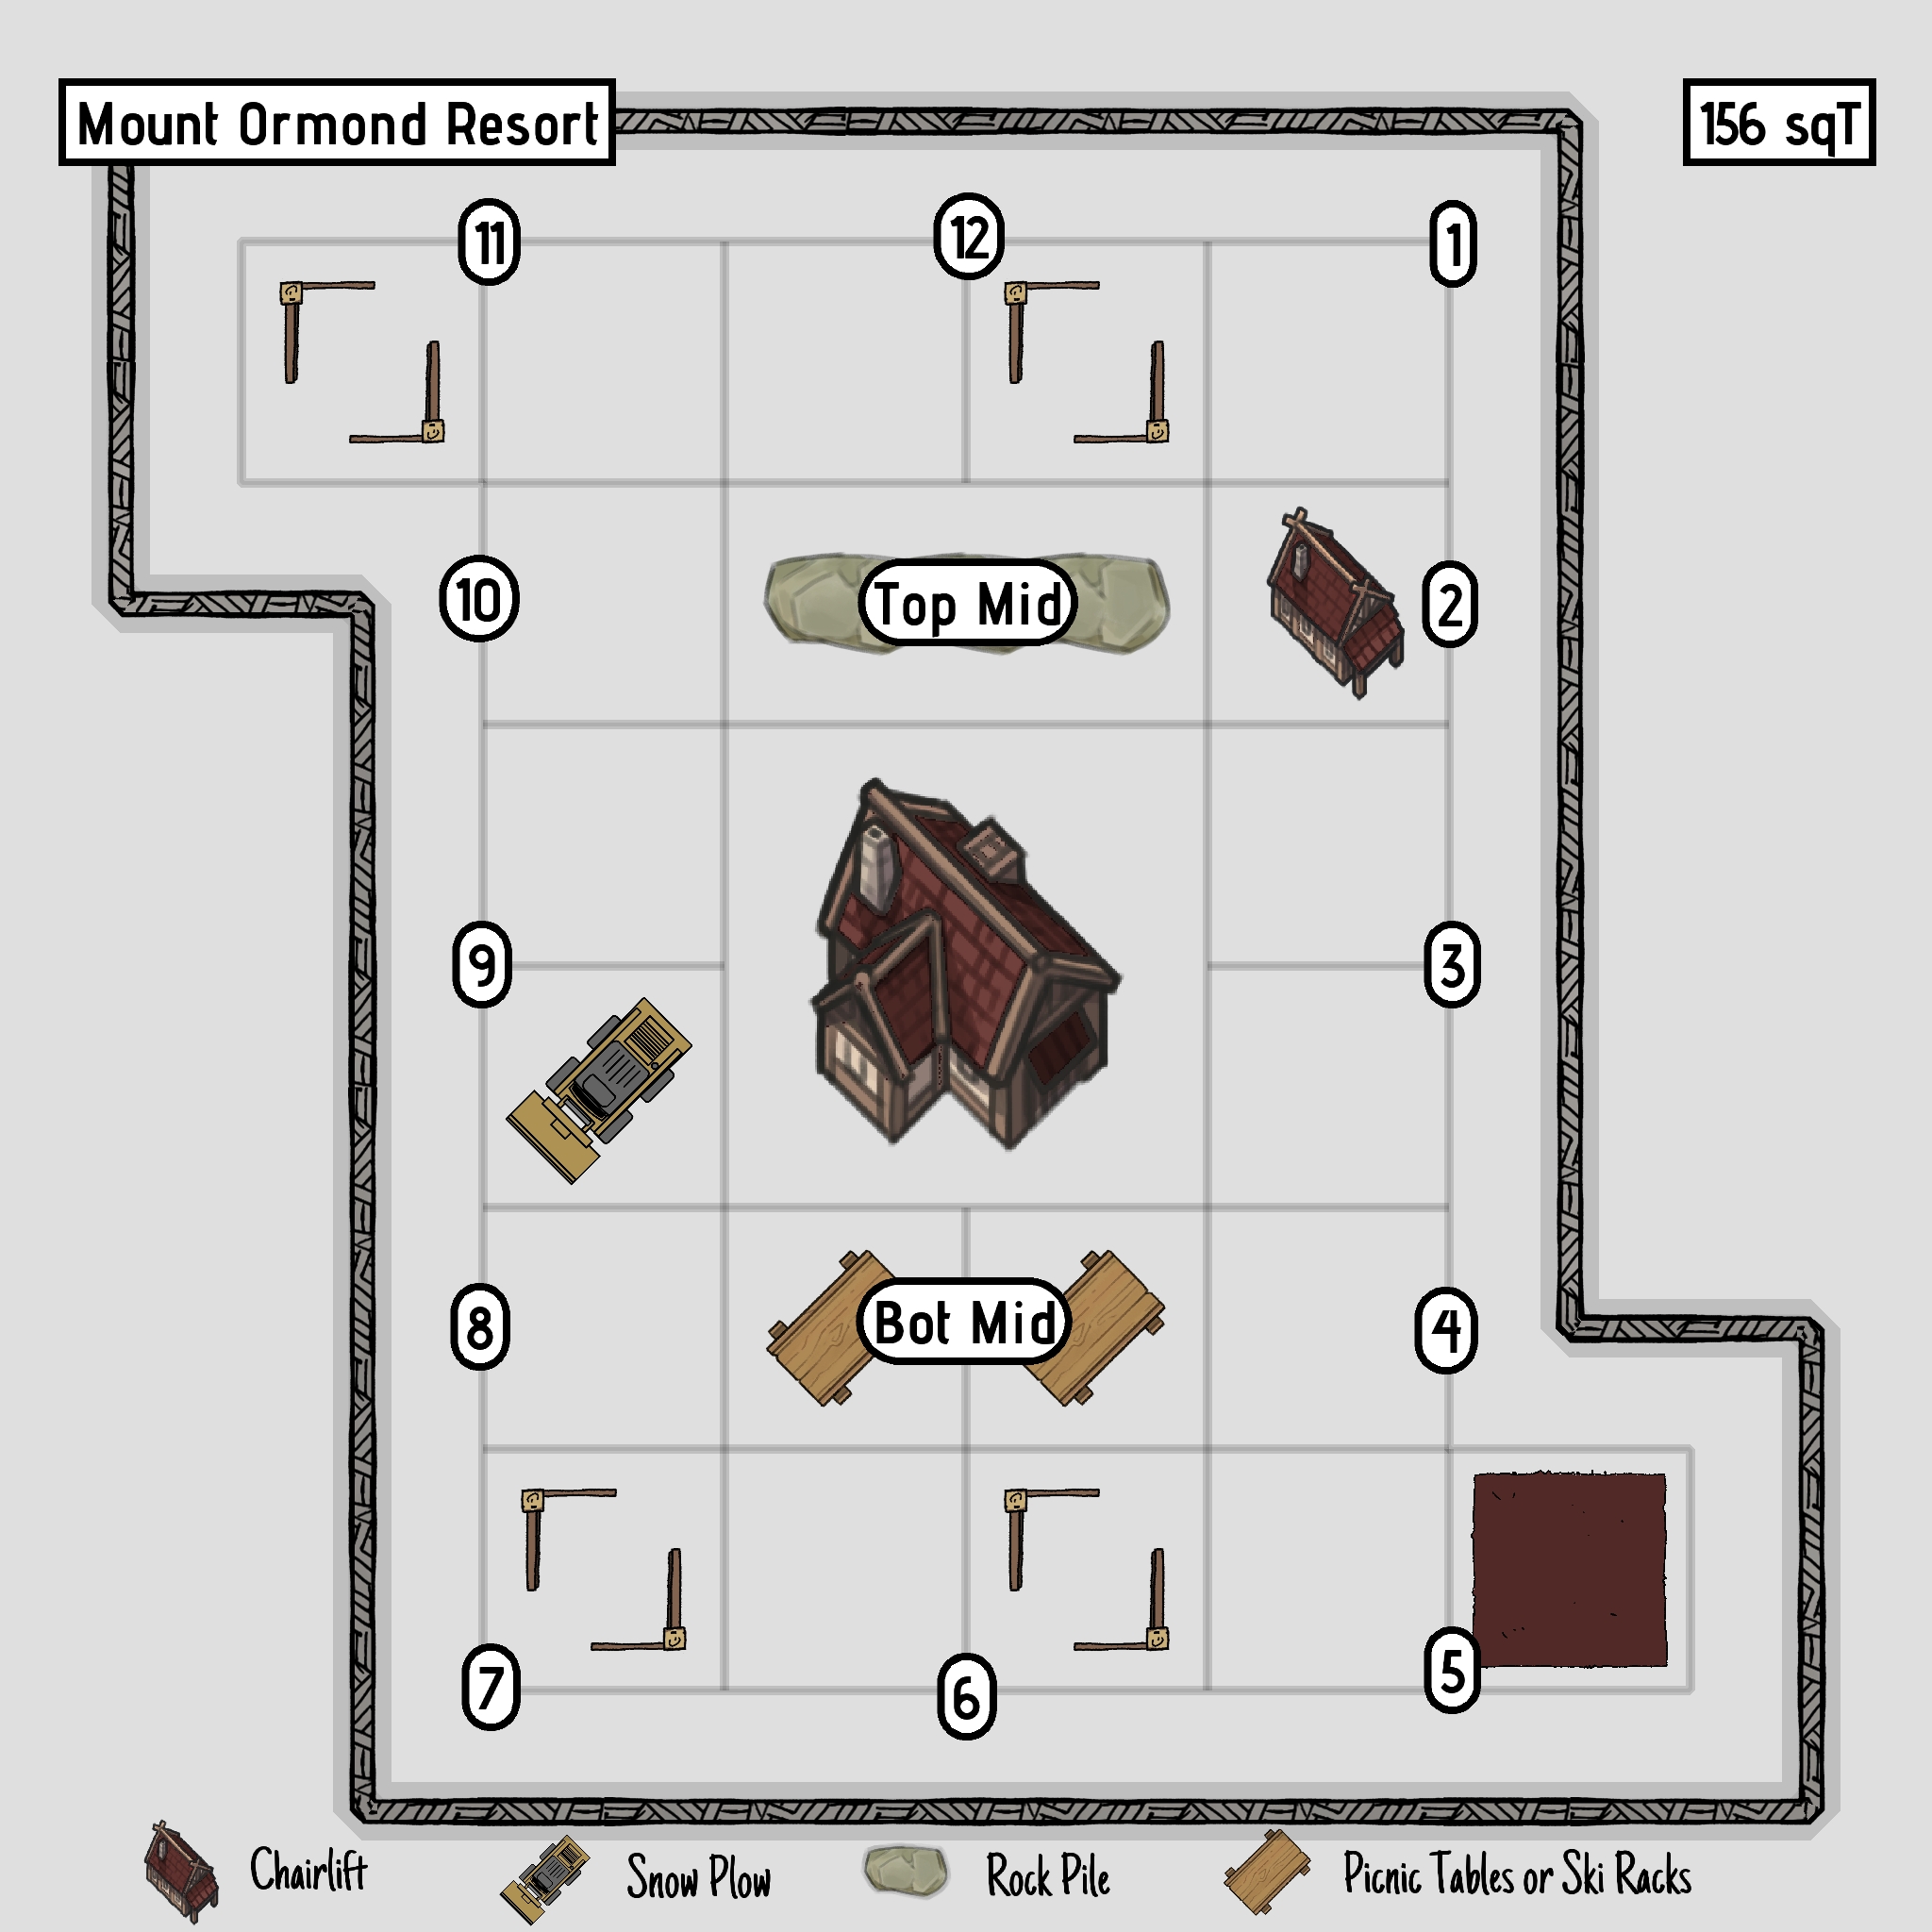 Mount Ormond Resort
156 sqT
11
12
1
10
Top Mid
2
9
3
8
Bot Mid
4
7
6
5
Chairlift
Snow Plow
Rock Pile
Picnic Tables or Ski Racks